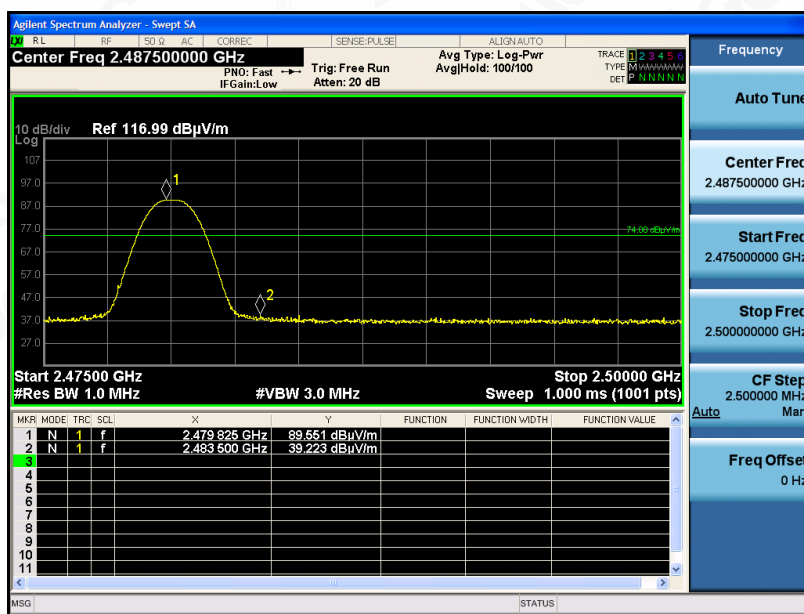 Agilent Spectrum Analyzer - Swept SA
LXI RL RF 50 Ω AC CORREC SENSE:PULSE ALIGN AUTO
Center Freq 2.487500000 GHz
PNO: Fast
IFGain:Low
Trig: Free Run
Atten: 20 dB
Avg Type: Log-Pwr
Avg|Hold: 100/100
TRACE 1 2 3 4 5 6
TYPE M WWWWW
DET P N N N N N
10 dB/div Ref 116.99 dBµV/m
Log
107
97.0
87.0
77.0
67.0
57.0
47.0
37.0
27.0
1
2
74.00 dBµV/m
Start 2.47500 GHz Stop 2.50000 GHz
#Res BW 1.0 MHz #VBW 3.0 MHz Sweep 1.000 ms (1001 pts)
MKR MODE TRC SCL X Y FUNCTION FUNCTION WIDTH FUNCTION VALUE
1 N 1 f 2.479 825 GHz 89.551 dBµV/m
2 N 1 f 2.483 500 GHz 39.223 dBµV/m
3
4
5
6
7
8
9
10
11
MSG STATUS
Frequency
Auto Tune
Center Freq
2.487500000 GHz
Start Freq
2.475000000 GHz
Stop Freq
2.500000000 GHz
CF Step
2.500000 MHz
Auto Man
Freq Offset
0 Hz